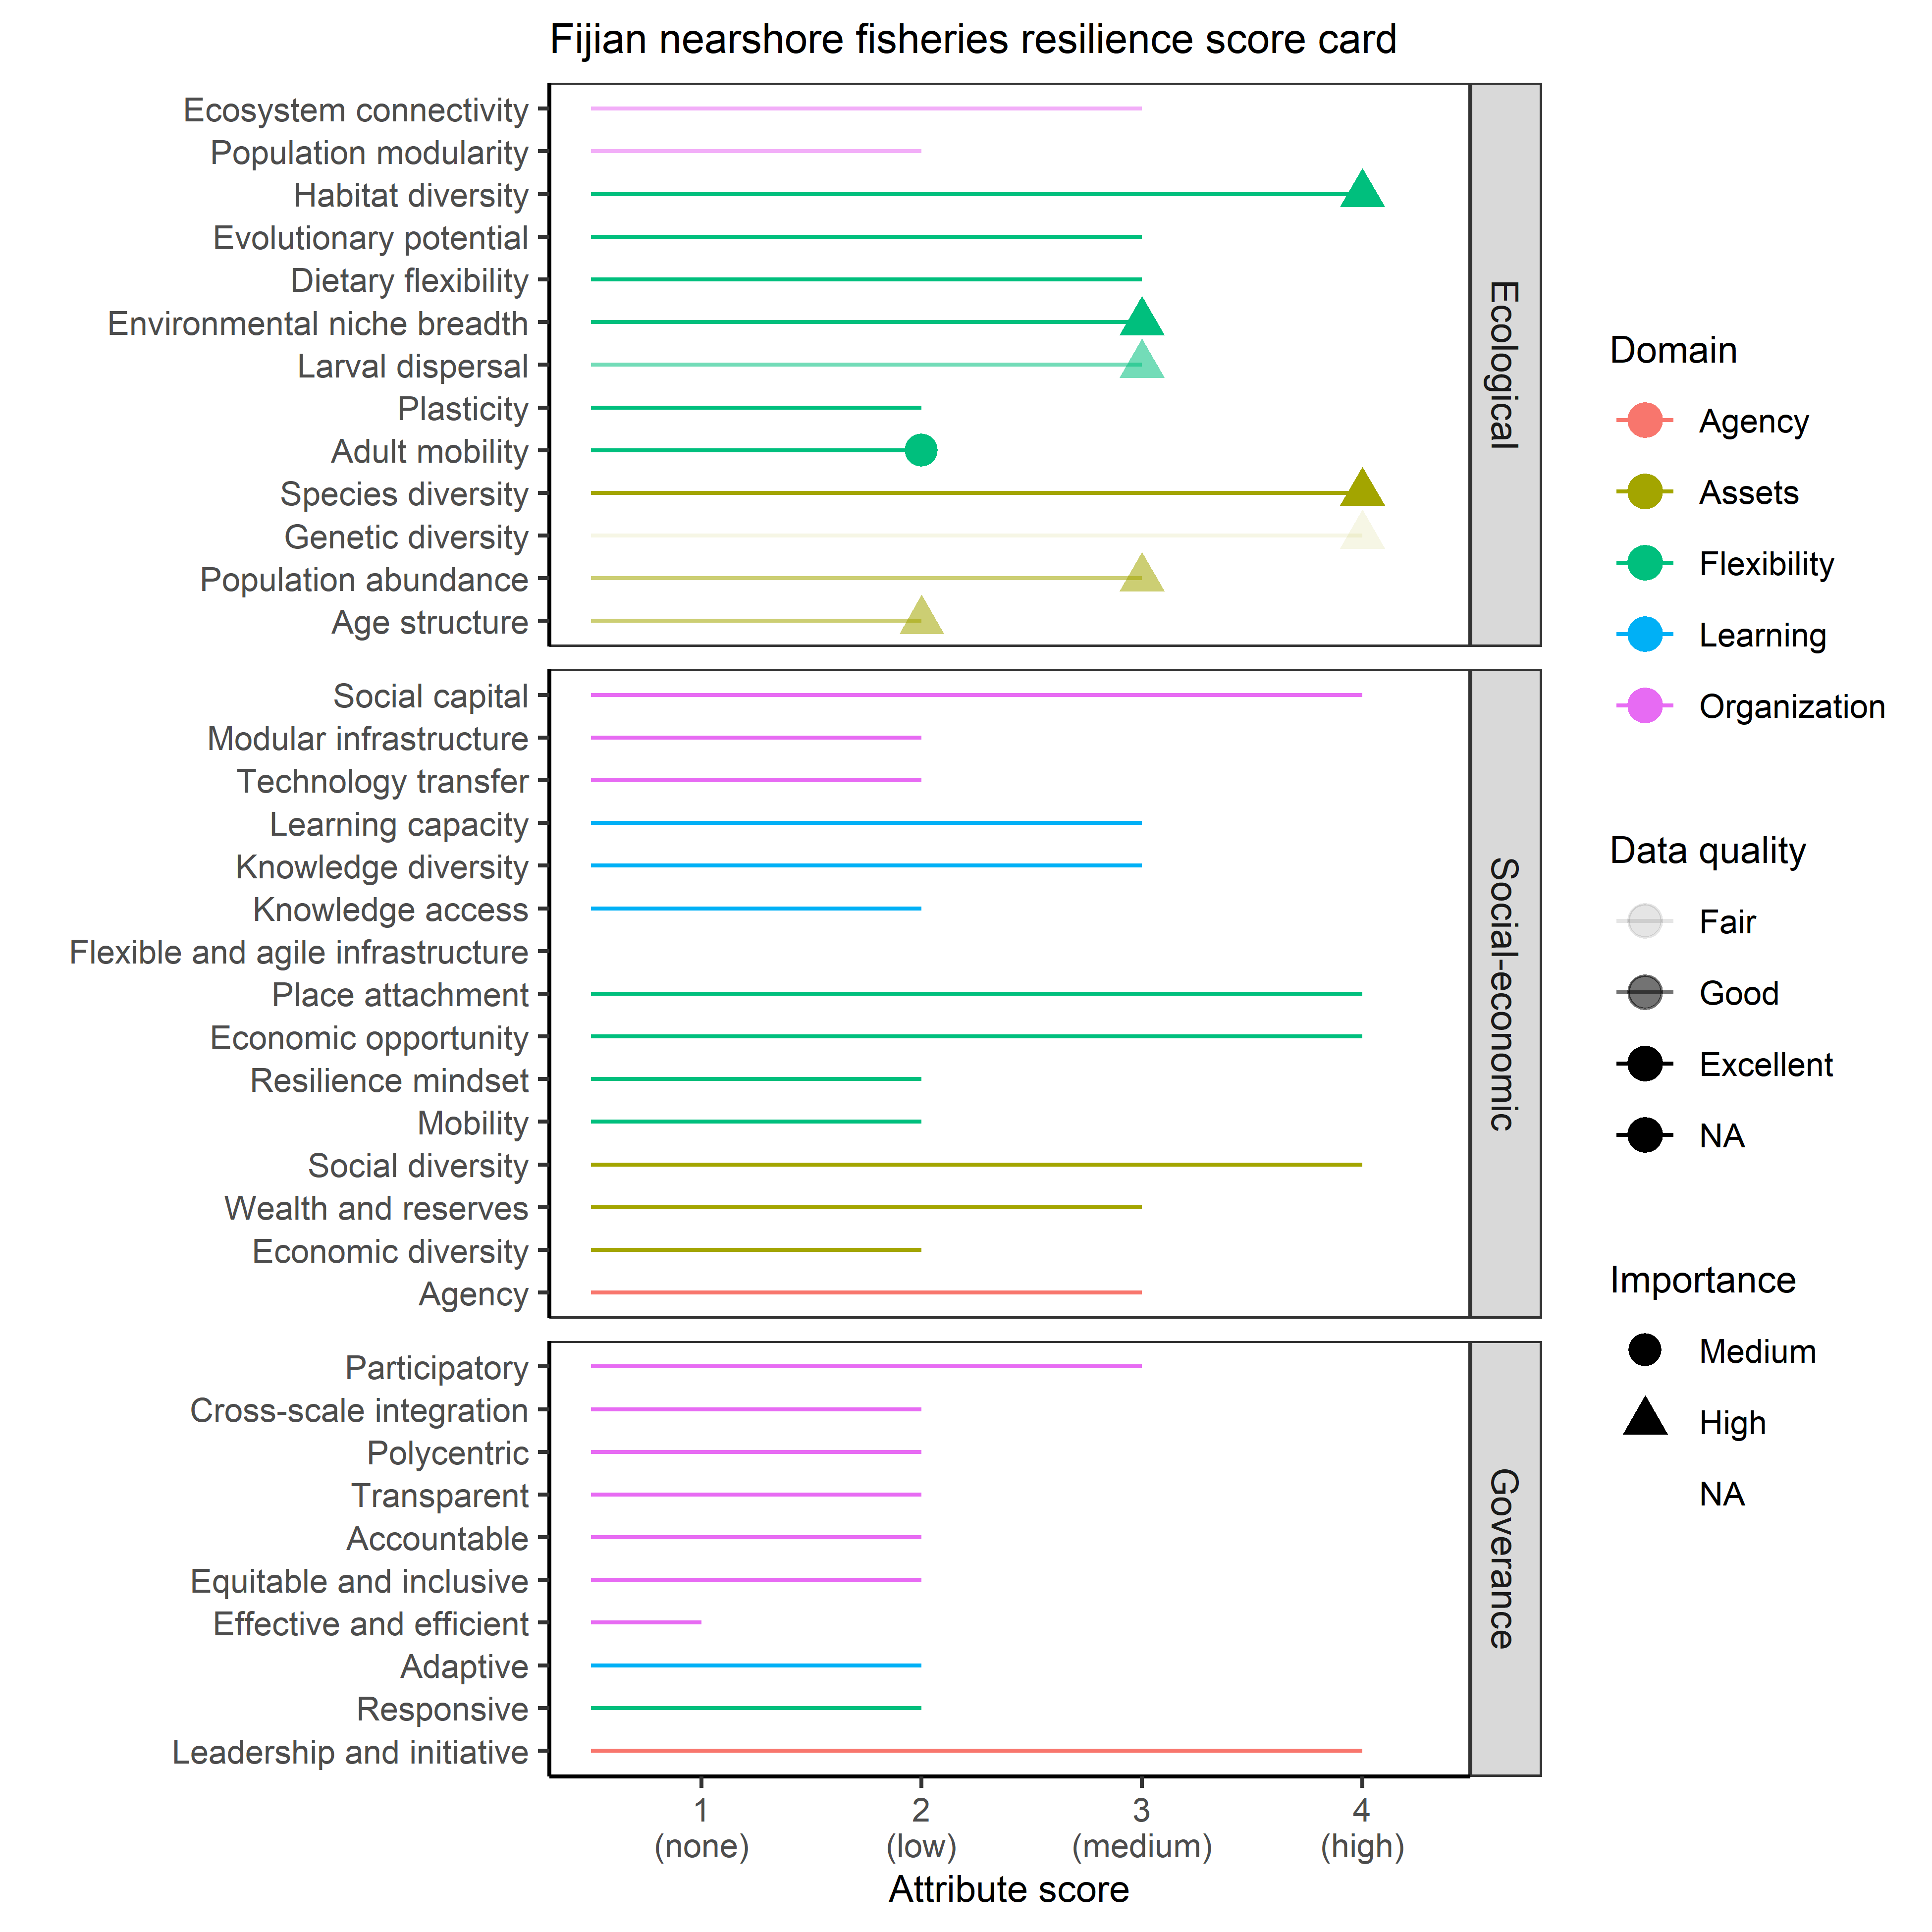 Fijian nearshore fisheries resilience score card
Ecosystem connectivity
Population modularity
Habitat diversity
Evolutionary potential
Dietary flexibility
Environmental niche breadth
Larval dispersal
Plasticity
Adult mobility
Species diversity
Genetic diversity
Population abundance
Age structure
Ecological
Social capital
Modular infrastructure
Technology transfer
Learning capacity
Knowledge diversity
Knowledge access
Flexible and agile infrastructure
Place attachment
Economic opportunity
Resilience mindset
Mobility
Social diversity
Wealth and reserves
Economic diversity
Agency
Social-economic
Participatory
Cross-scale integration
Polycentric
Transparent
Accountable
Equitable and inclusive
Effective and efficient
Adaptive
Responsive
Leadership and initiative
Goverance
1
(none)
2
(low)
3
(medium)
4
(high)
Attribute score
Domain
Agency
Assets
Flexibility
Learning
Organization
Data quality
Fair
Good
Excellent
NA
Importance
Medium
High
NA